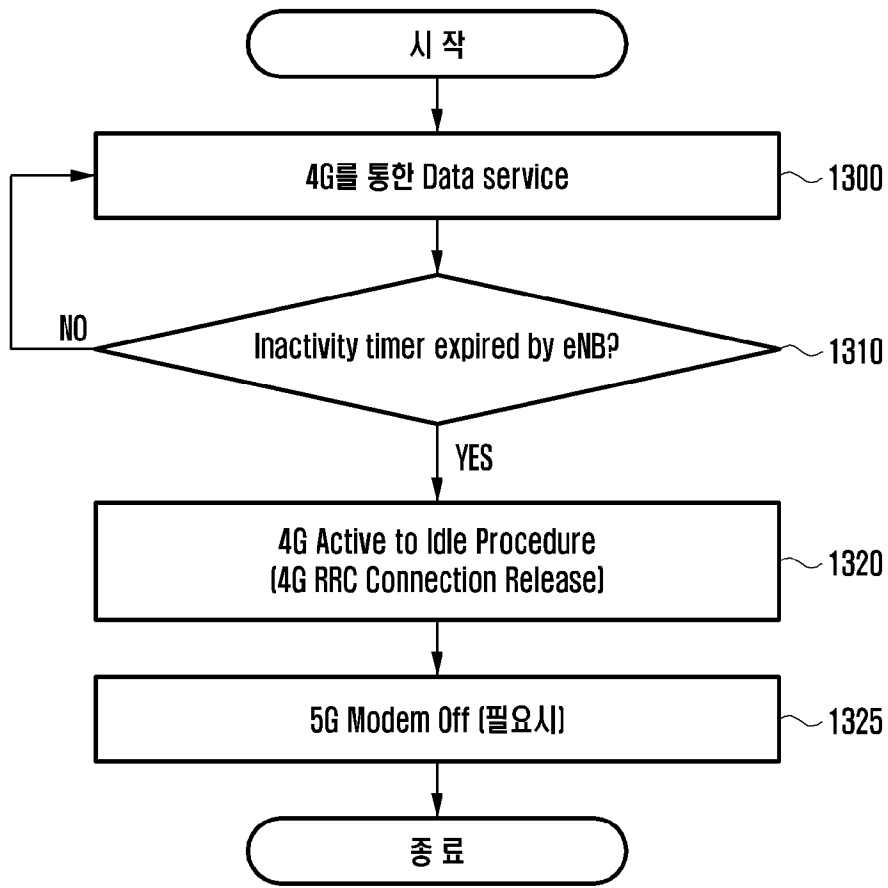 시 작
4G를 통한 Data service
1300
NO
Inactivity timer expired by eNB?
1310
YES
4G Active to Idle Procedure
(4G RRC Connection Release)
1320
5G Modem Off (필요시)
1325
종 료